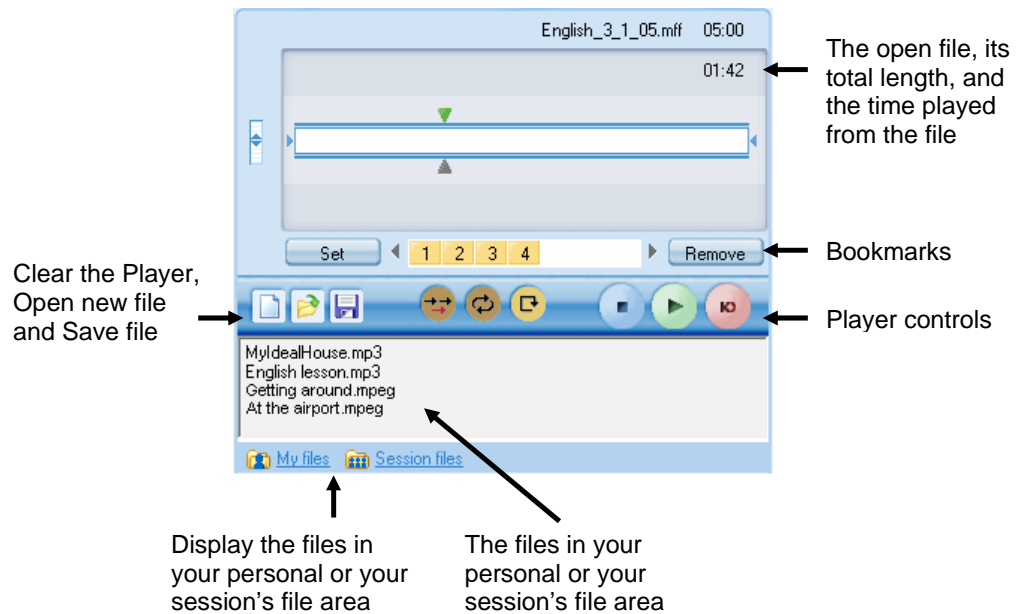 English_3_1_05.mff 05:00
01:42
The open file, its
total length, and
the time played
from the file
Set 1 2 3 4 Remove
Bookmarks
Clear the Player,
Open new file
and Save file
Player controls
MyIdealHouse.mp3
English lesson.mp3
Getting around.mpeg
At the airport.mpeg
My files Session files
Display the files in
your personal or your
session's file area
The files in your
personal or your
session's file area